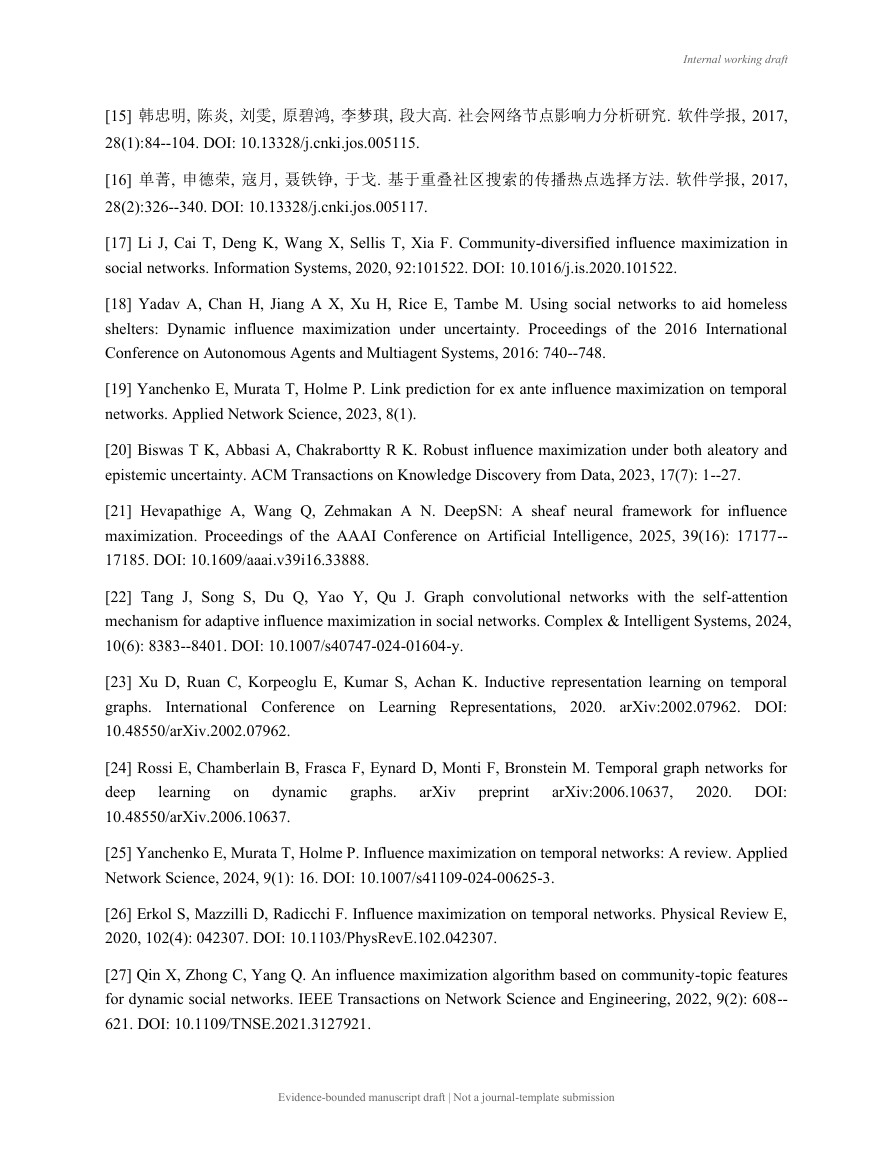 Internal working draft
[15] 韩忠明, 陈炎, 刘雯, 原碧鸿, 李梦琪, 段大高. 社会网络节点影响力分析研究. 软件学报, 2017,
28(1):84--104. DOI: 10.13328/j.cnki.jos.005115.
[16] 单菁, 申德荣, 寇月, 聂铁铮, 于戈. 基于重叠社区搜索的传播热点选择方法. 软件学报, 2017,
28(2):326--340. DOI: 10.13328/j.cnki.jos.005117.
[17] Li J, Cai T, Deng K, Wang X, Sellis T, Xia F. Community-diversified influence maximization in
social networks. Information Systems, 2020, 92:101522. DOI: 10.1016/j.is.2020.101522.
[18] Yadav A, Chan H, Jiang A X, Xu H, Rice E, Tambe M. Using social networks to aid homeless
shelters: Dynamic influence maximization under uncertainty. Proceedings of the 2016 International
Conference on Autonomous Agents and Multiagent Systems, 2016: 740--748.
[19] Yanchenko E, Murata T, Holme P. Link prediction for ex ante influence maximization on temporal
networks. Applied Network Science, 2023, 8(1).
[20] Biswas T K, Abbasi A, Chakrabortty R K. Robust influence maximization under both aleatory and
epistemic uncertainty. ACM Transactions on Knowledge Discovery from Data, 2023, 17(7): 1--27.
[21] Hevapathige A, Wang Q, Zehmakan A N. DeepSN: A sheaf neural framework for influence
maximization. Proceedings of the AAAI Conference on Artificial Intelligence, 2025, 39(16): 17177--
17185. DOI: 10.1609/aaai.v39i16.33888.
[22] Tang J, Song S, Du Q, Yao Y, Qu J. Graph convolutional networks with the self-attention
mechanism for adaptive influence maximization in social networks. Complex & Intelligent Systems, 2024,
10(6): 8383--8401. DOI: 10.1007/s40747-024-01604-y.
[23] Xu D, Ruan C, Korpeoglu E, Kumar S, Achan K. Inductive representation learning on temporal
graphs. International Conference on Learning Representations, 2020. arXiv:2002.07962. DOI:
10.48550/arXiv.2002.07962.
[24] Rossi E, Chamberlain B, Frasca F, Eynard D, Monti F, Bronstein M. Temporal graph networks for
deep learning on dynamic graphs. arXiv preprint arXiv:2006.10637, 2020. DOI:
10.48550/arXiv.2006.10637.
[25] Yanchenko E, Murata T, Holme P. Influence maximization on temporal networks: A review. Applied
Network Science, 2024, 9(1): 16. DOI: 10.1007/s41109-024-00625-3.
[26] Erkol S, Mazzilli D, Radicchi F. Influence maximization on temporal networks. Physical Review E,
2020, 102(4): 042307. DOI: 10.1103/PhysRevE.102.042307.
[27] Qin X, Zhong C, Yang Q. An influence maximization algorithm based on community-topic features
for dynamic social networks. IEEE Transactions on Network Science and Engineering, 2022, 9(2): 608--
621. DOI: 10.1109/TNSE.2021.3127921.
Evidence-bounded manuscript draft | Not a journal-template submission